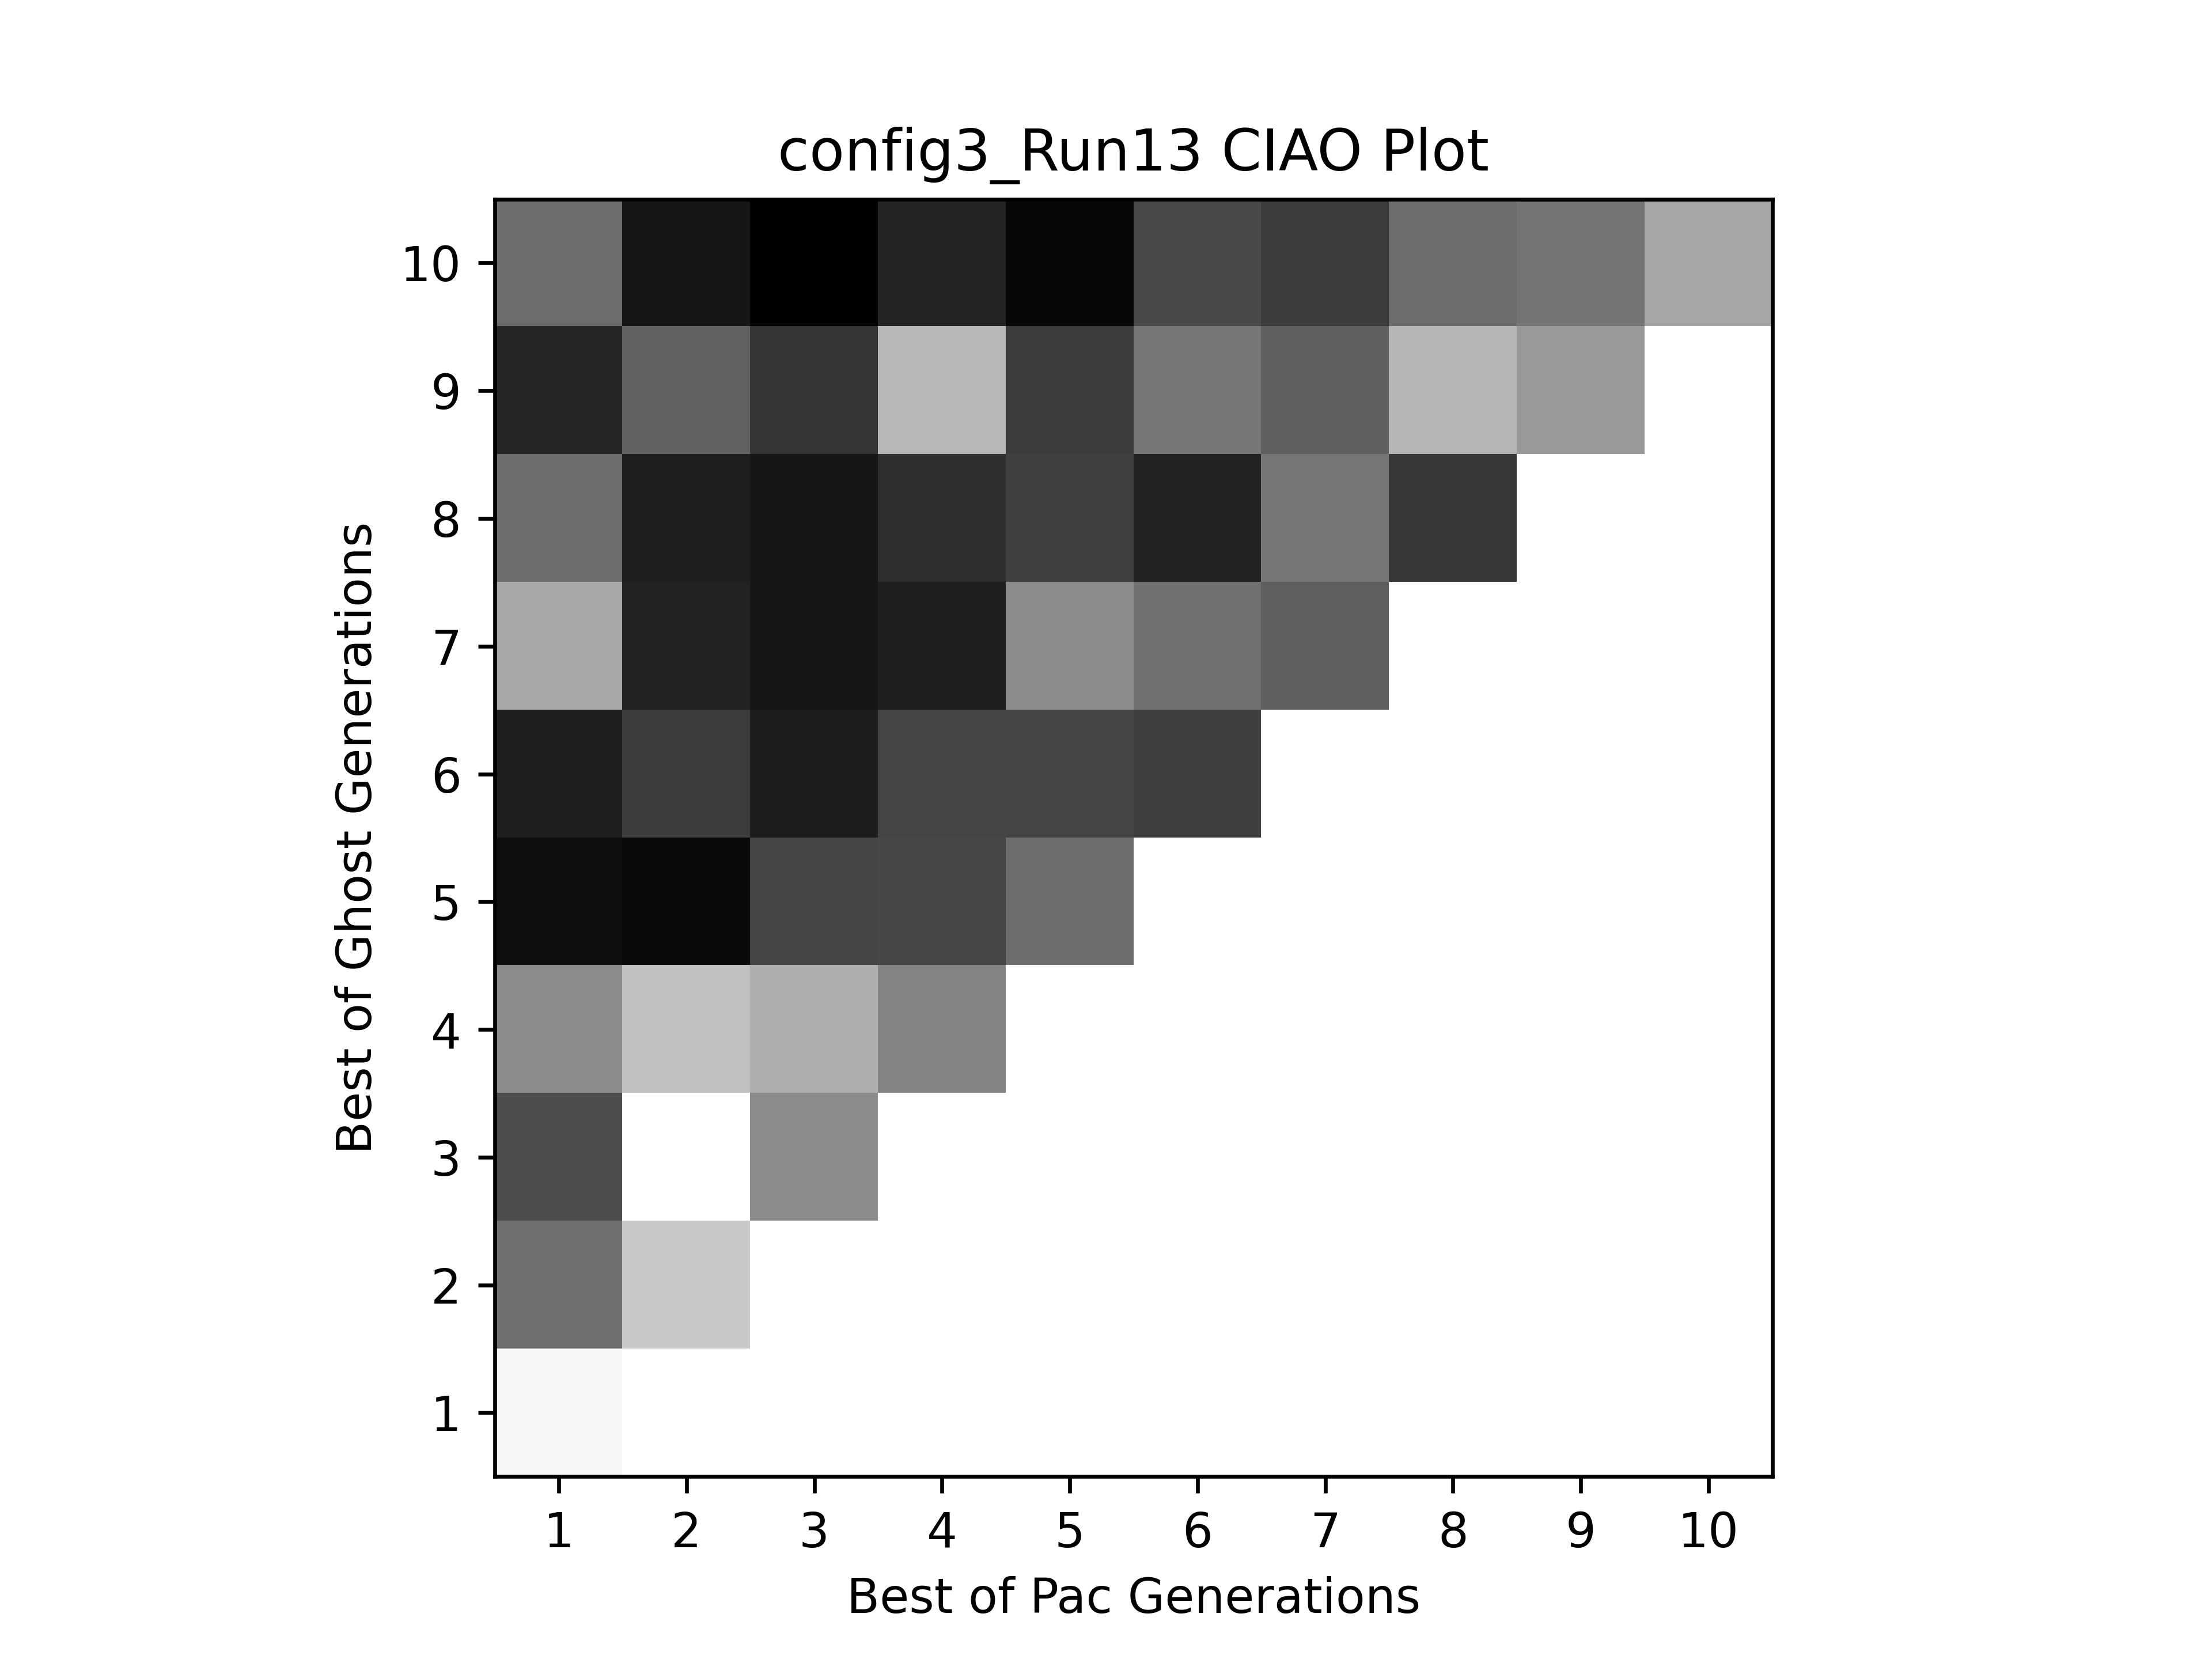 config3_Run13 CIAO Plot
Best of Ghost Generations
10
9
8
7
6
5
4
3
2
1
1 2 3 4 5 6 7 8 9 10
Best of Pac Generations